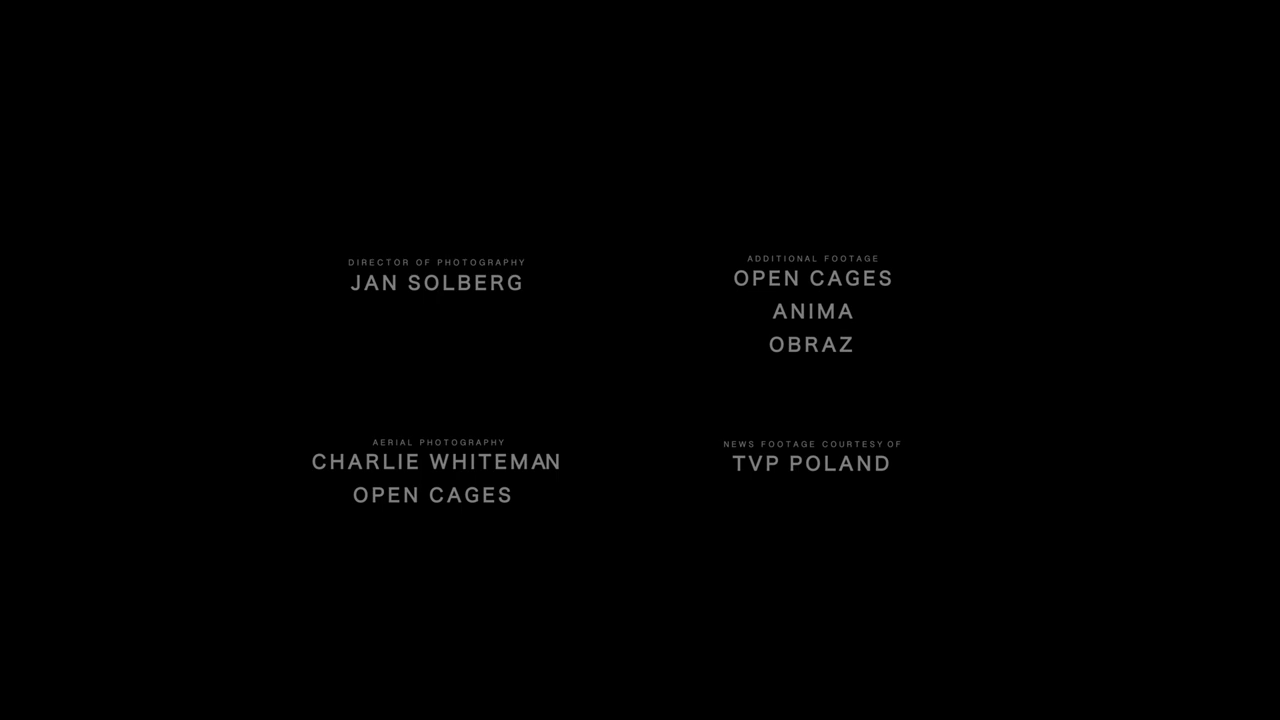 DIRECTOR OF PHOTOGRAPHY
JAN SOLBERG
ADDITIONAL FOOTAGE
OPEN CAGES
ANIMA
OBRAZ
AERIAL PHOTOGRAPHY
CHARLIE WHITEMAN
OPEN CAGES
NEWS FOOTAGE COURTESY OF
TVP POLAND